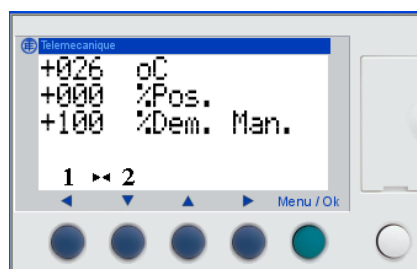 Telemecanique
+026 oC
+000 %Pos.
+100 %Dem. Man.
1 ▸◂ 2
Menu / Ok